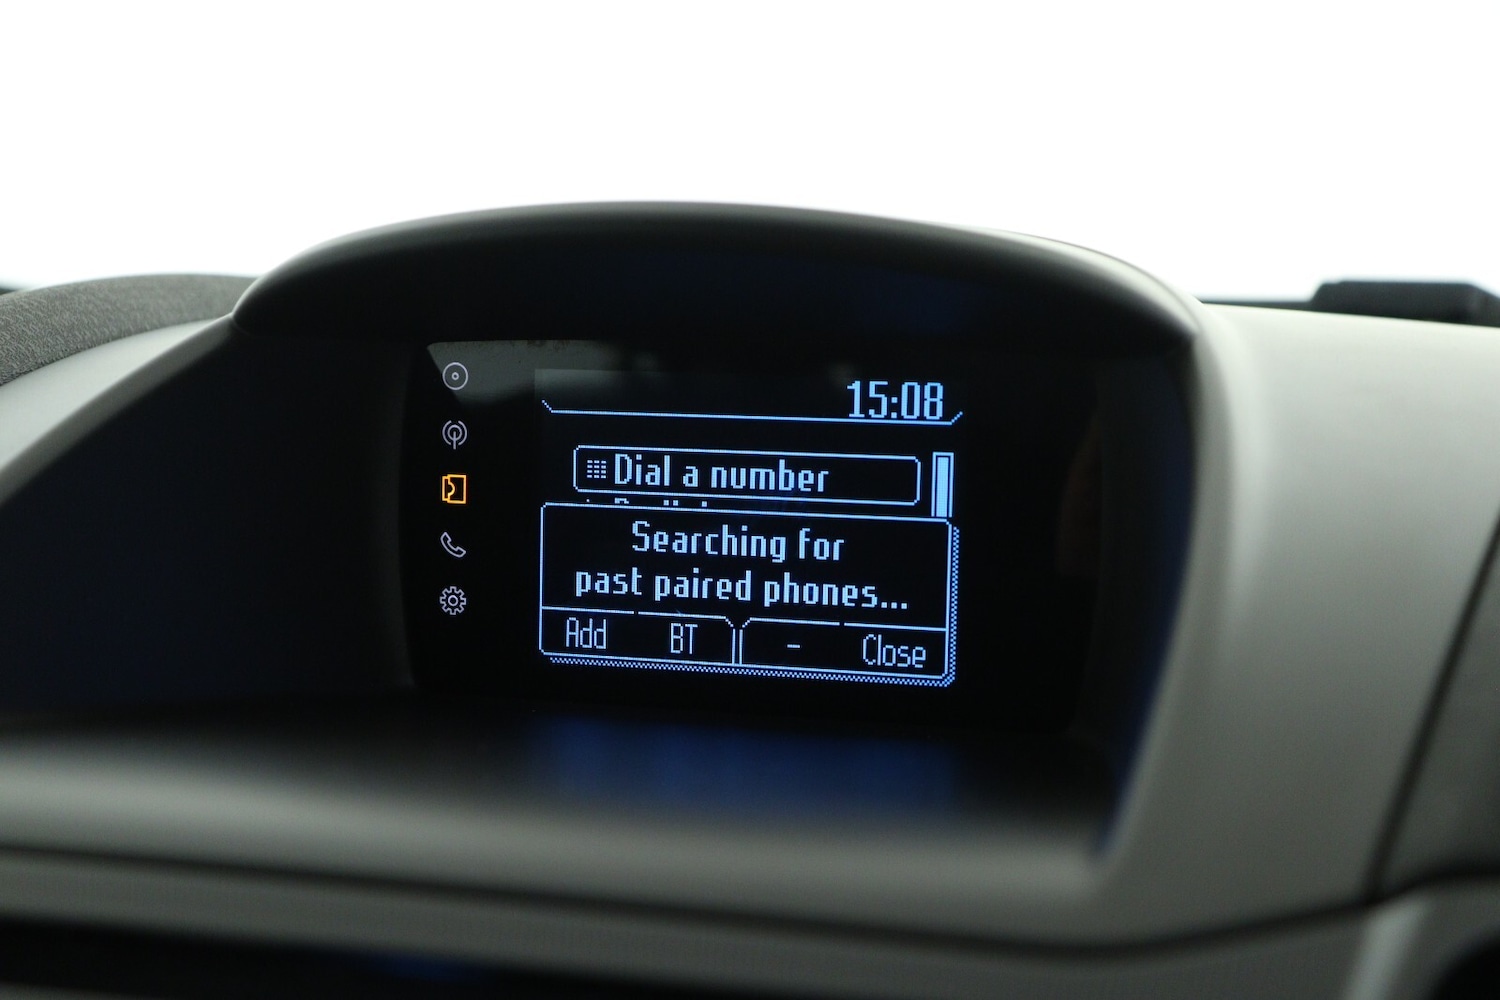 15:08
Dial a number
Searching for
past paired phones...
Add BT - Close